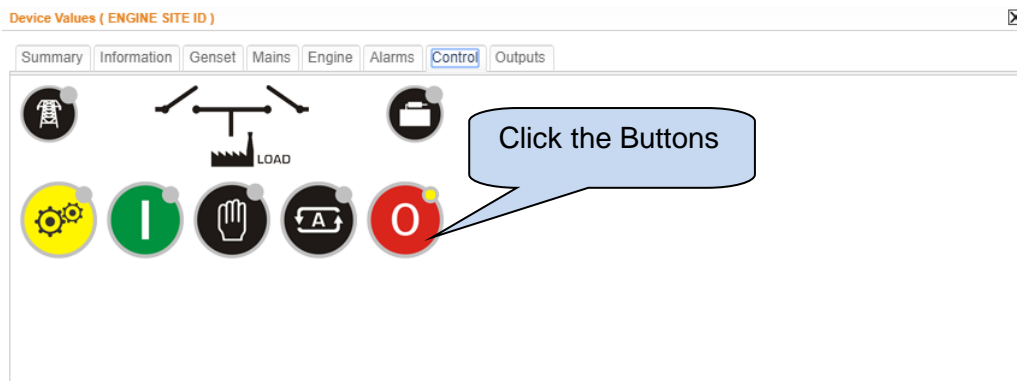 Device Values ( ENGINE SITE ID )
Summary Information Genset Mains Engine Alarms Control Outputs
LOAD
Click the Buttons
I A O